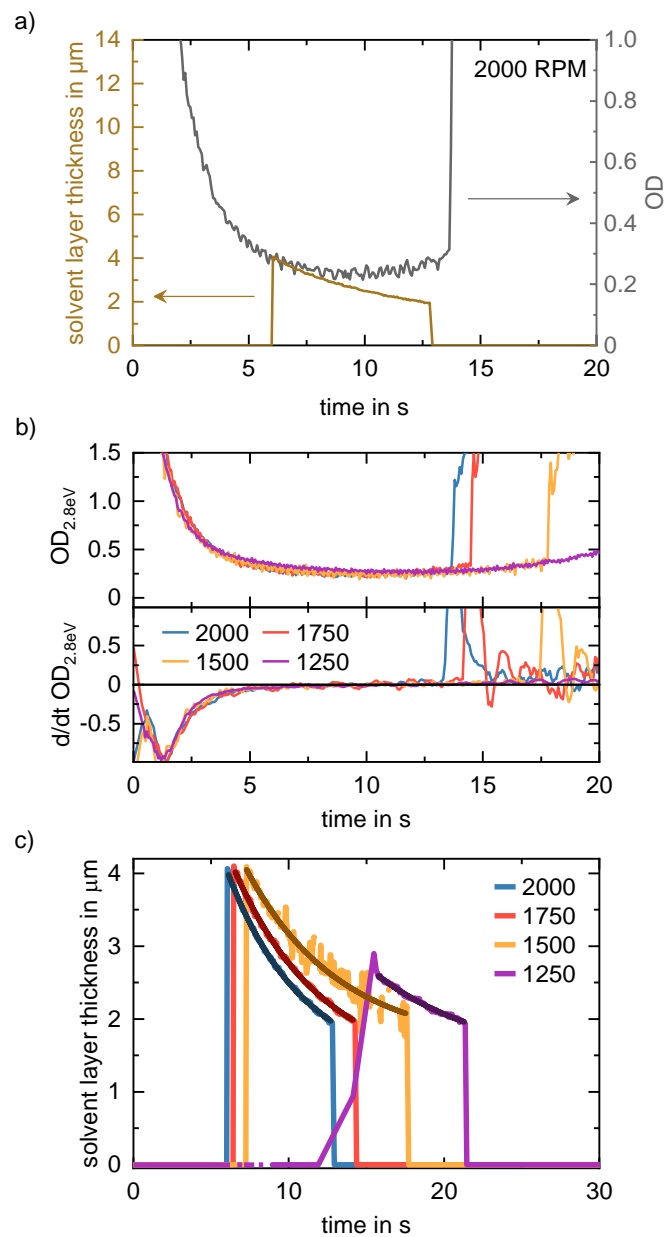 a)
2000 RPM
solvent layer thickness in μm
14
12
10
8
6
4
2
0
1.0
0.8
0.6
0.4
0.2
0
OD
0 5 10 15 20
time in s
b)
OD2.8eV
1.5
1.0
0.5
0
d/dt OD2.8eV
0.5
0
-0.5
2000 1750
1500 1250
0 5 10 15 20
time in s
c)
solvent layer thickness in μm
4
3
2
1
0
2000
1750
1500
1250
0 10 20 30
time in s